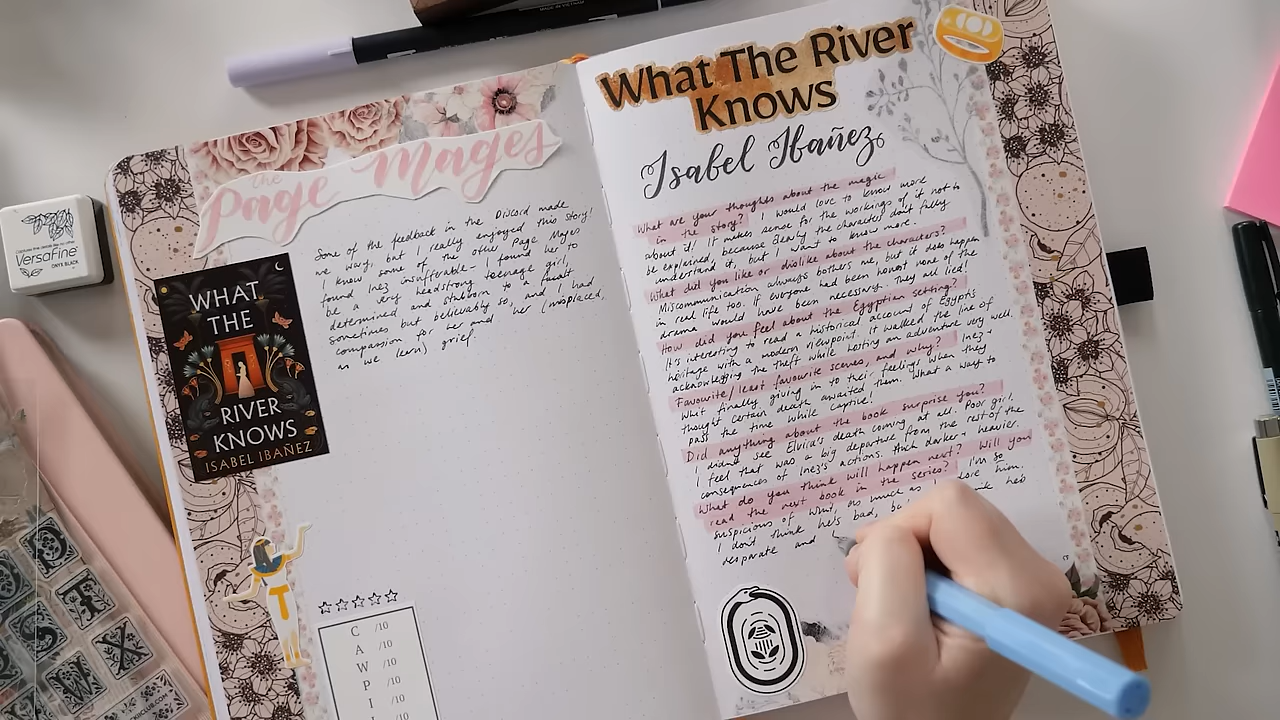 MADE IN VIETNAM
VERSAFINE
ONYX BLACK
the
Page Mages
Some of the feedback in the Discord made
me wary, but I really enjoyed this story!
I know some of the other Page Mages
found Inez insufferable - I found her to
be a very headstrong teenage girl,
determined and stubborn to a fault
sometimes but believably so, and I had
compassion for her and her (misplaced,
as we learn) grief.
WHAT
THE
RIVER
KNOWS
ISABEL IBAÑEZ
C /10
A /10
W /10
P /10
I /10
/10
What The River
Knows
Isabel Ibañez
What are your thoughts about the magic
in the story? I would love to know more
about it! It makes sense for the workings of it not to
be explained, because clearly the characters don't fully
understand it, but I want to know more!
What did you like or dislike about the characters?
Miscommunication always bothers me, but it does happen
in real life too. If everyone had been honest none of the
drama would have been necessary. They all lied!
How did you feel about the Egyptian setting?
It's interesting to read a historical account of Egypt's
heritage with a modern viewpoint, it walked the line of
acknowledging the theft while hosting an adventure very well.
Favourite/least favourite scenes, and why? Inez +
Whit finally giving in to their feelings when they
thought certain death awaited them. What a way to
pass the time while captive!
Did anything about the book surprise you?
I didn't see Elvira's death coming at all. Poor girl.
I feel that was a big departure from the rest of the
consequences of Inez's actions. Much darker + heavier.
What do you think will happen next? Will you
read the next book in the series? I'm so
suspicious of Whit, as much as I adore him.
I don't think he's bad, he's
desperate and